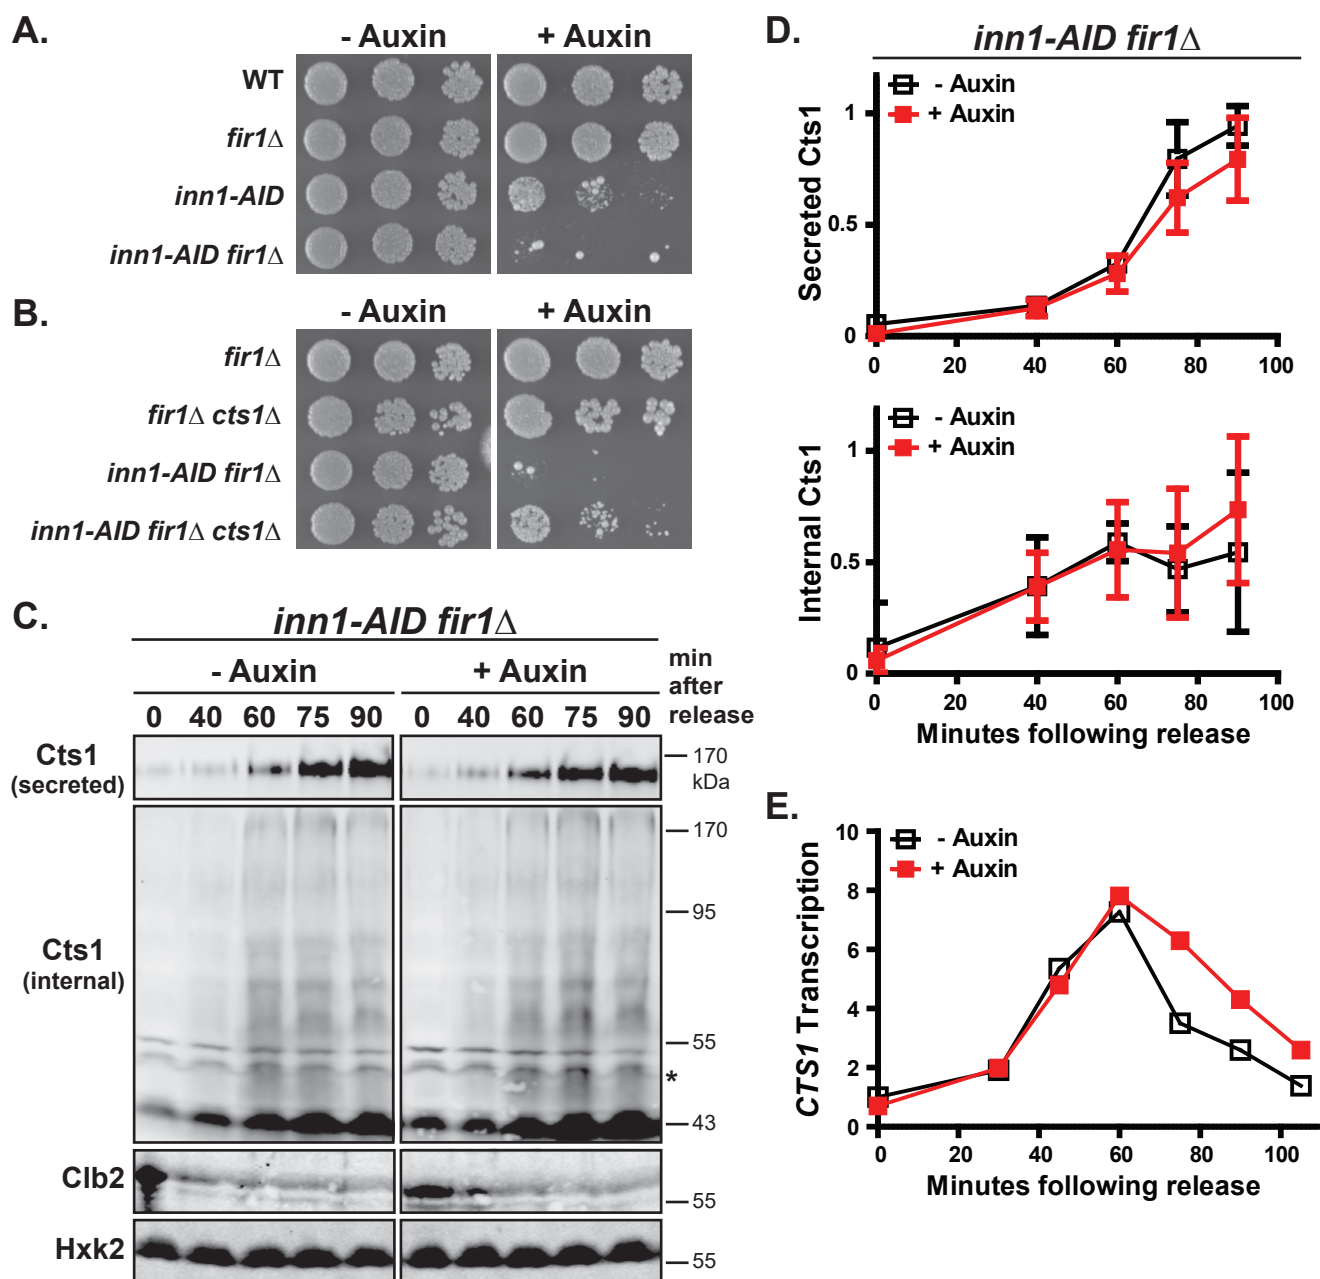 A.
- Auxin + Auxin
WT
fir1Δ
inn1-AID
inn1-AID fir1Δ
B.
- Auxin + Auxin
fir1Δ
fir1Δ cts1Δ
inn1-AID fir1Δ
inn1-AID fir1Δ cts1Δ
C.
inn1-AID fir1Δ
- Auxin + Auxin
min
after
release
0 40 60 75 90 0 40 60 75 90
Cts1
(secreted)
170
kDa
Cts1
(internal)
170
95
55
*
43
Clb2
55
Hxk2
55
D.
inn1-AID fir1Δ
- Auxin
+ Auxin
Secreted Cts1
1
0.5
0
0 20 40 60 80 100
- Auxin
+ Auxin
Internal Cts1
1
0.5
0
0 20 40 60 80 100
Minutes following release
E.
- Auxin
+ Auxin
CTS1 Transcription
10
8
6
4
2
0
0 20 40 60 80 100
Minutes following release